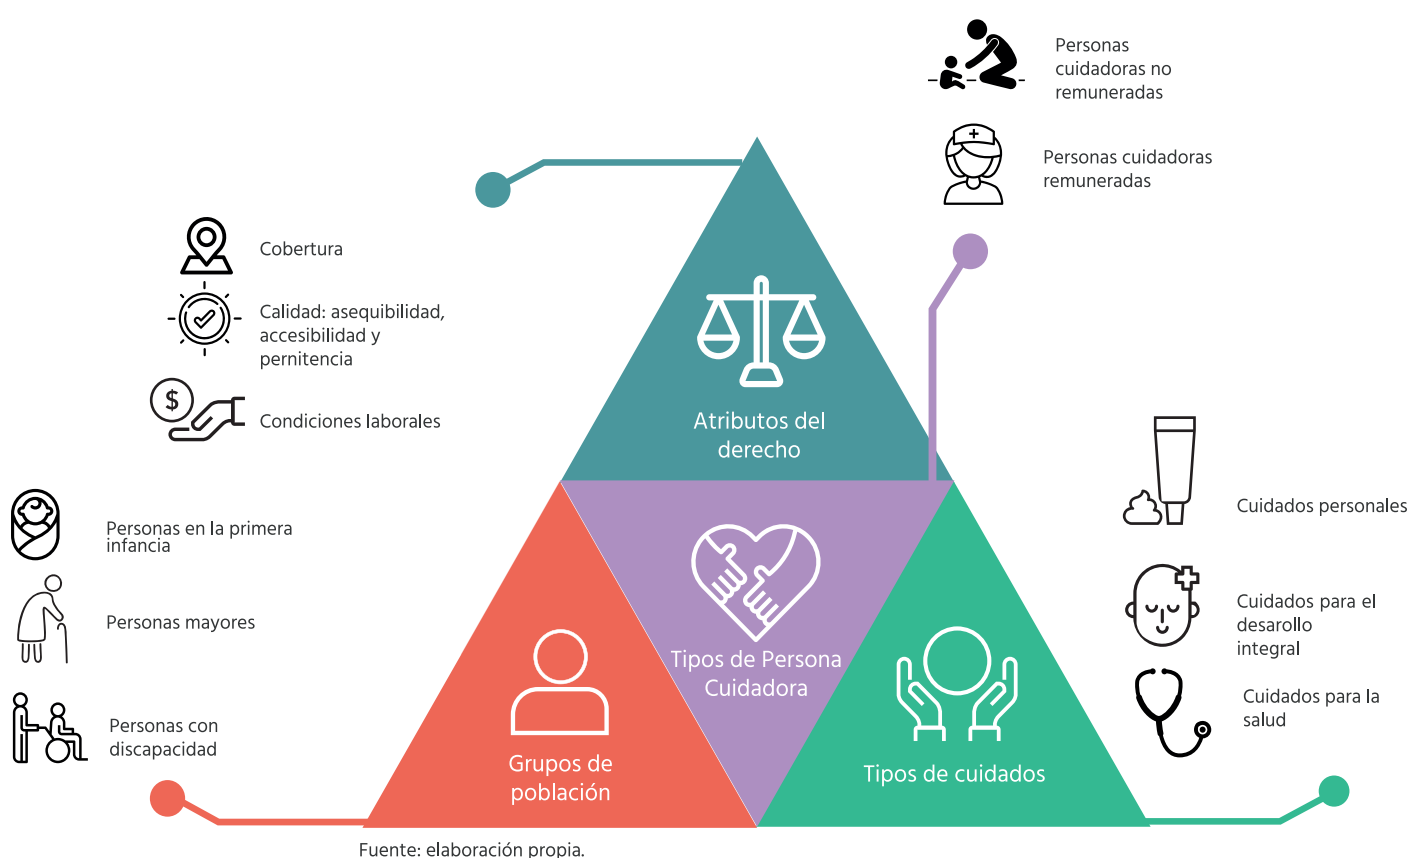 Personas
cuidadoras no
remuneradas
Personas cuidadoras
remuneradas
Cobertura
Calidad: asequibilidad,
accesibilidad y
pernitencia
$
Condiciones laborales
Atributos del
derecho
Personas en la primera
infancia
Personas mayores
Personas con
discapacidad
Tipos de Persona
Cuidadora
Cuidados personales
Cuidados para el
desarollo
integral
Cuidados para la
salud
Grupos de
población
Tipos de cuidados
Fuente: elaboración propia.